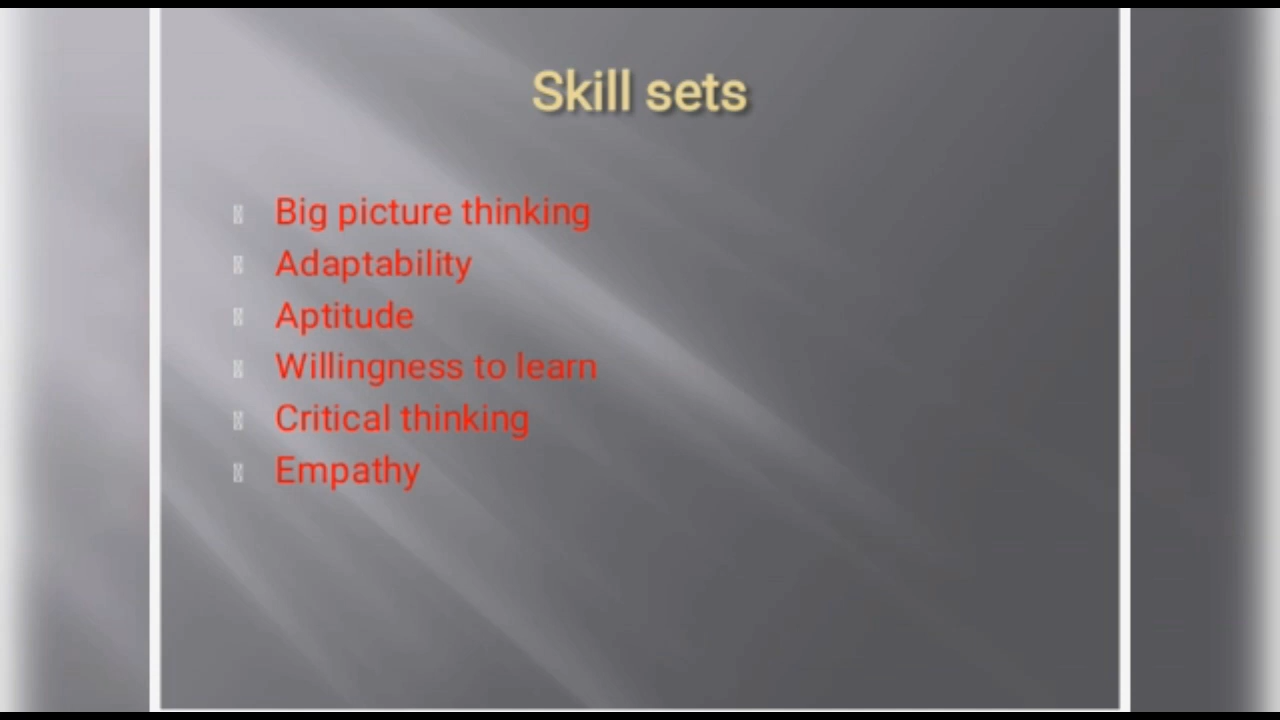 Skill sets
Big picture thinking
Adaptability
Aptitude
Willingness to learn
Critical thinking
Empathy